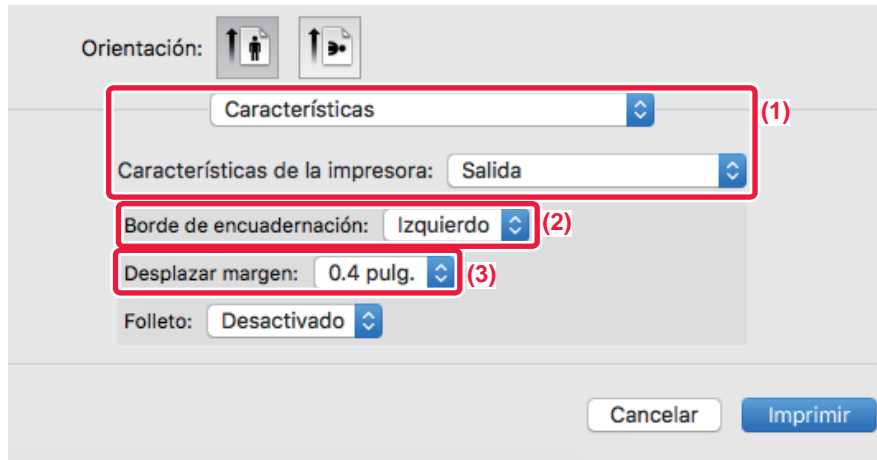 Orientación:
Características (1)
Características de la impresora: Salida
Borde de encuadernación: Izquierdo (2)
Desplazar margen: 0.4 pulg. (3)
Folleto: Desactivado
Cancelar Imprimir